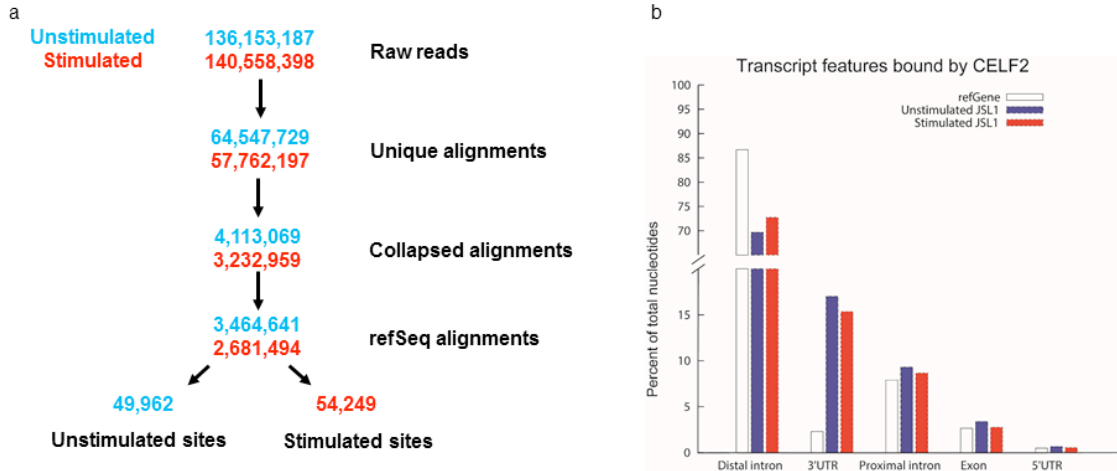 a
Unstimulated 136,153,187
Stimulated 140,558,398
Raw reads
64,547,729
57,762,197
Unique alignments
4,113,069
3,232,959
Collapsed alignments
3,464,641
2,681,494
refSeq alignments
49,962
54,249
Unstimulated sites
Stimulated sites
b
Transcript features bound by CELF2
refGene
Unstimulated JSL1
Stimulated JSL1
Percent of total nucleotides
100
95
90
85
80
75
70
15
10
5
0
Distal intron 3'UTR Proximal intron Exon 5'UTR